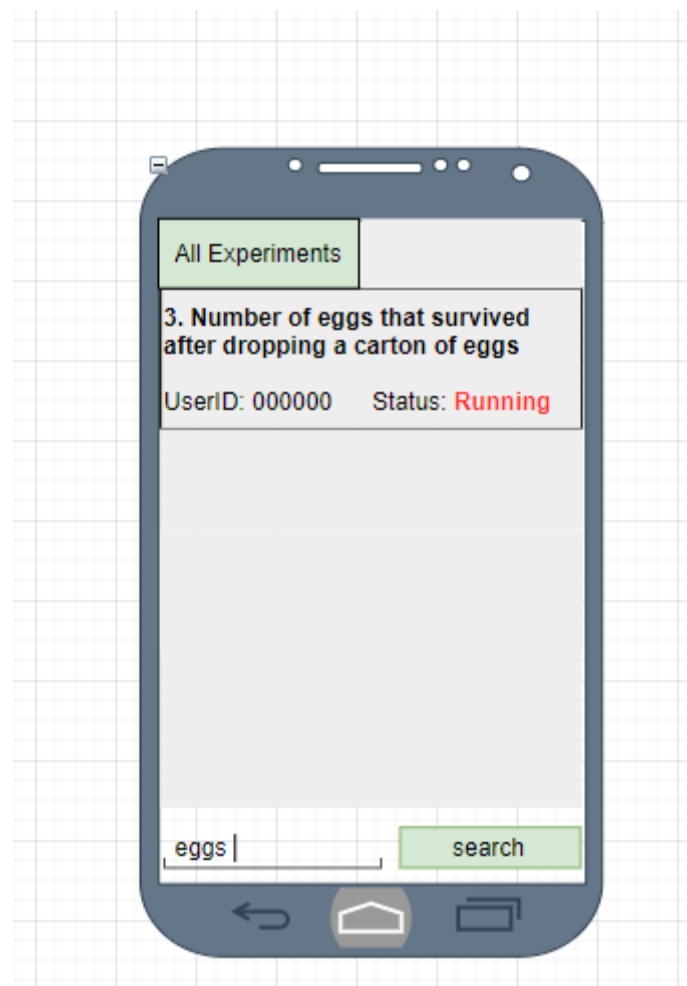 All Experiments
3. Number of eggs that survived
after dropping a carton of eggs
UserID: 000000 Status: Running
eggs
search